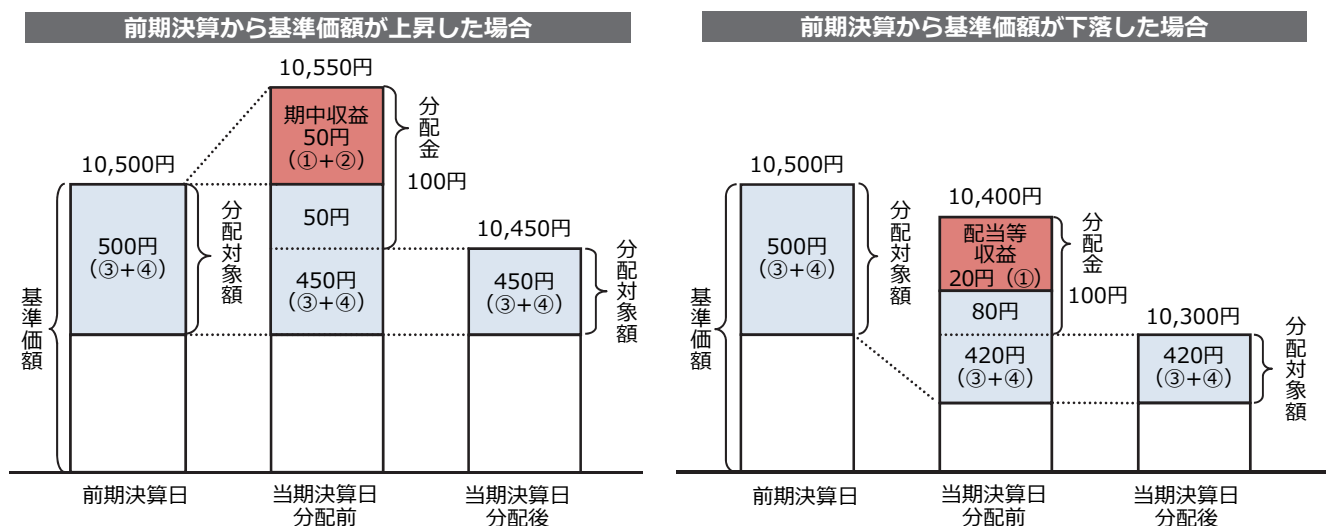 前期決算から基準価額が上昇した場合
10,550円
期中収益
50円
（①＋②）
分配金
100円
10,500円
500円
（③＋④）
分配対象額
50円
450円
（③＋④）
10,450円
450円
（③＋④）
分配対象額
基準価額
前期決算日
当期決算日
分配前
当期決算日
分配後
前期決算から基準価額が下落した場合
10,500円
500円
（③＋④）
分配対象額
10,400円
配当等
収益
20円（①）
分配金
100円
80円
420円
（③＋④）
10,300円
420円
（③＋④）
分配対象額
基準価額
前期決算日
当期決算日
分配前
当期決算日
分配後